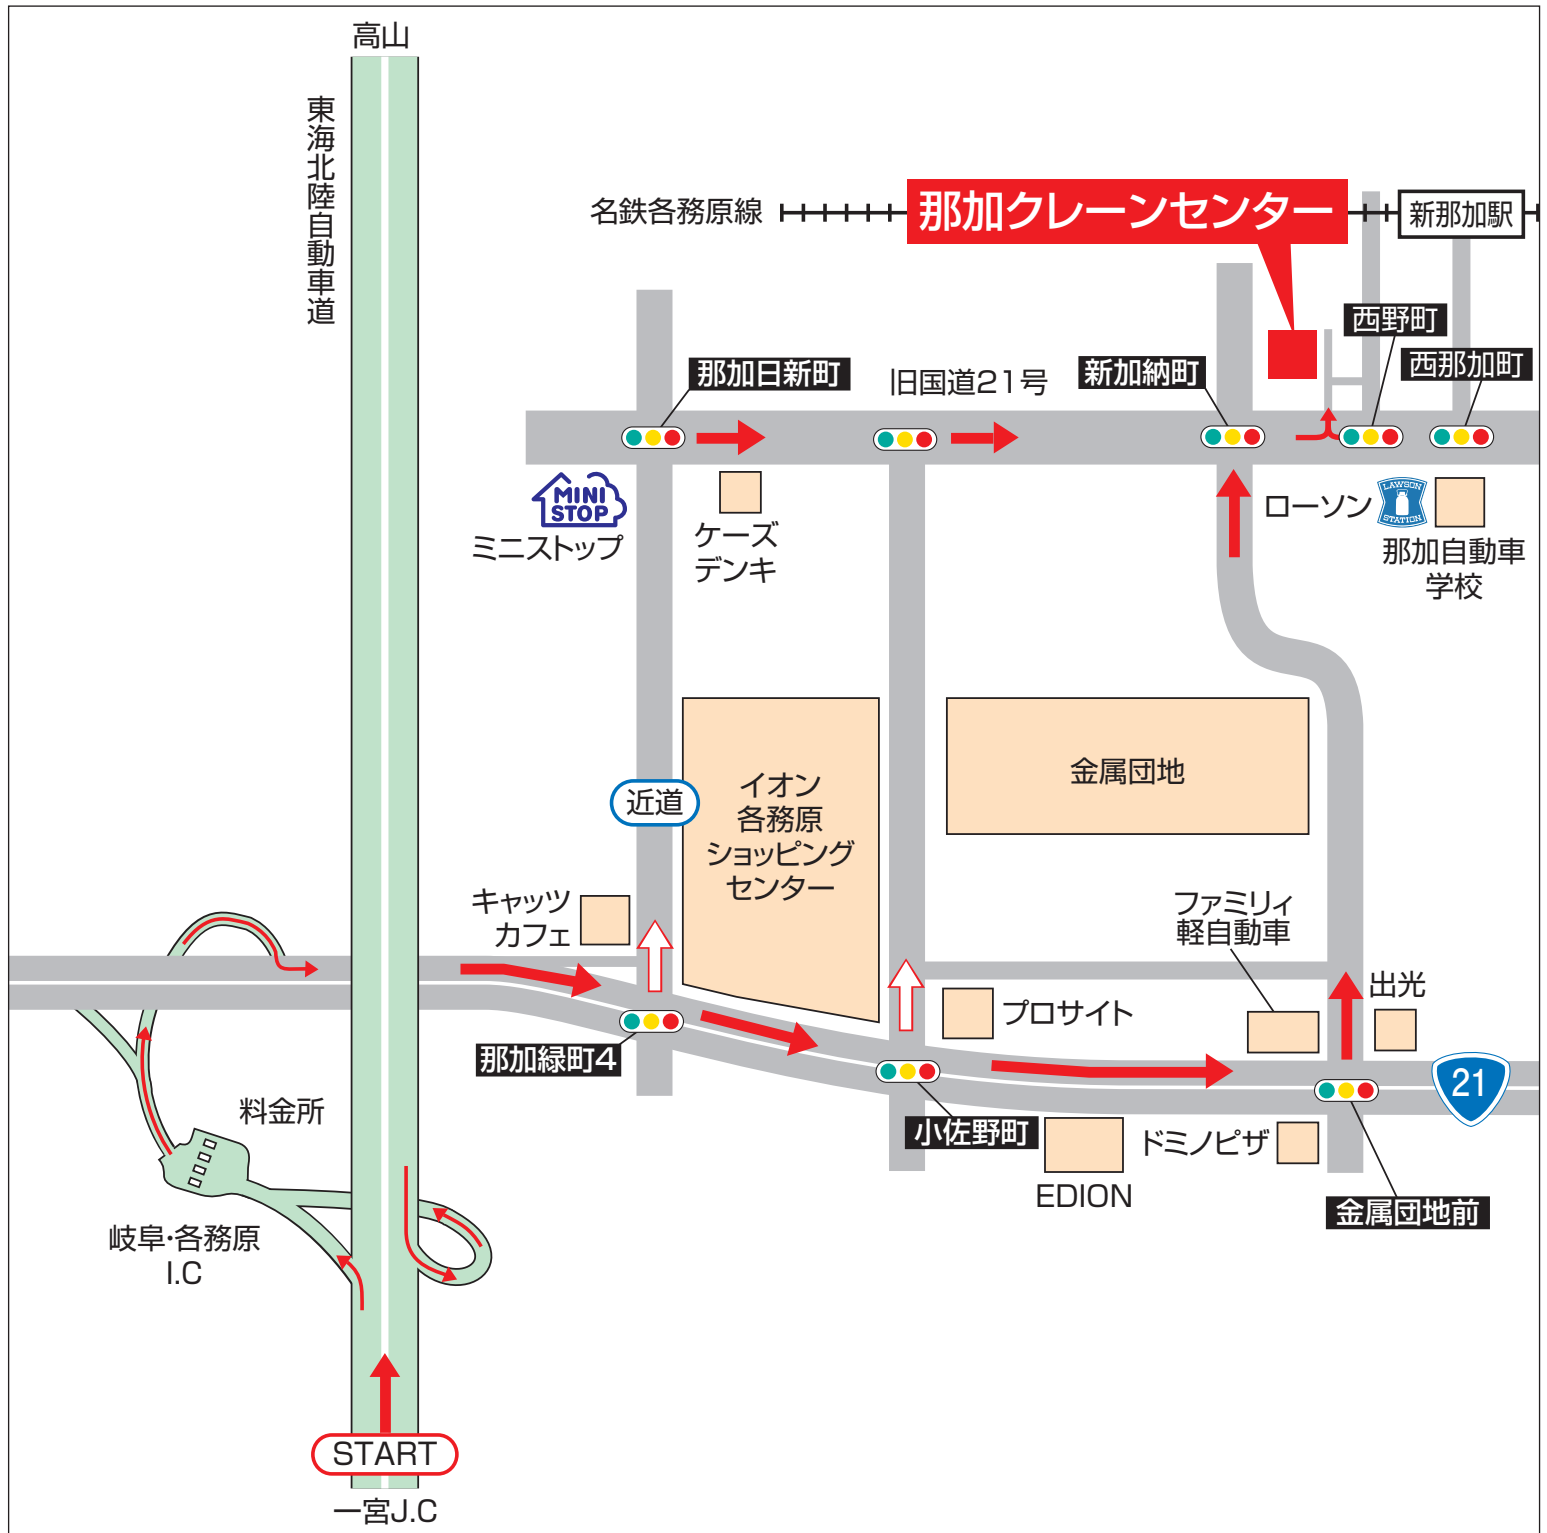 高山
東海北陸自動車道
名鉄各務原線
那加クレーンセンター
新那加駅
西野町
西那加町
那加日新町
旧国道21号
新加納町
MINI
STOP
ミニストップ
ケーズ
デンキ
ローソン
LAWSON
STATION
那加自動車
学校
近道
イオン
各務原
ショッピング
センター
金属団地
キャッツ
カフェ
ファミリィ
軽自動車
出光
プロサイト
那加緑町4
21
料金所
小佐野町
ドミノピザ
EDION
金属団地前
岐阜・各務原
I.C
START
一宮J.C